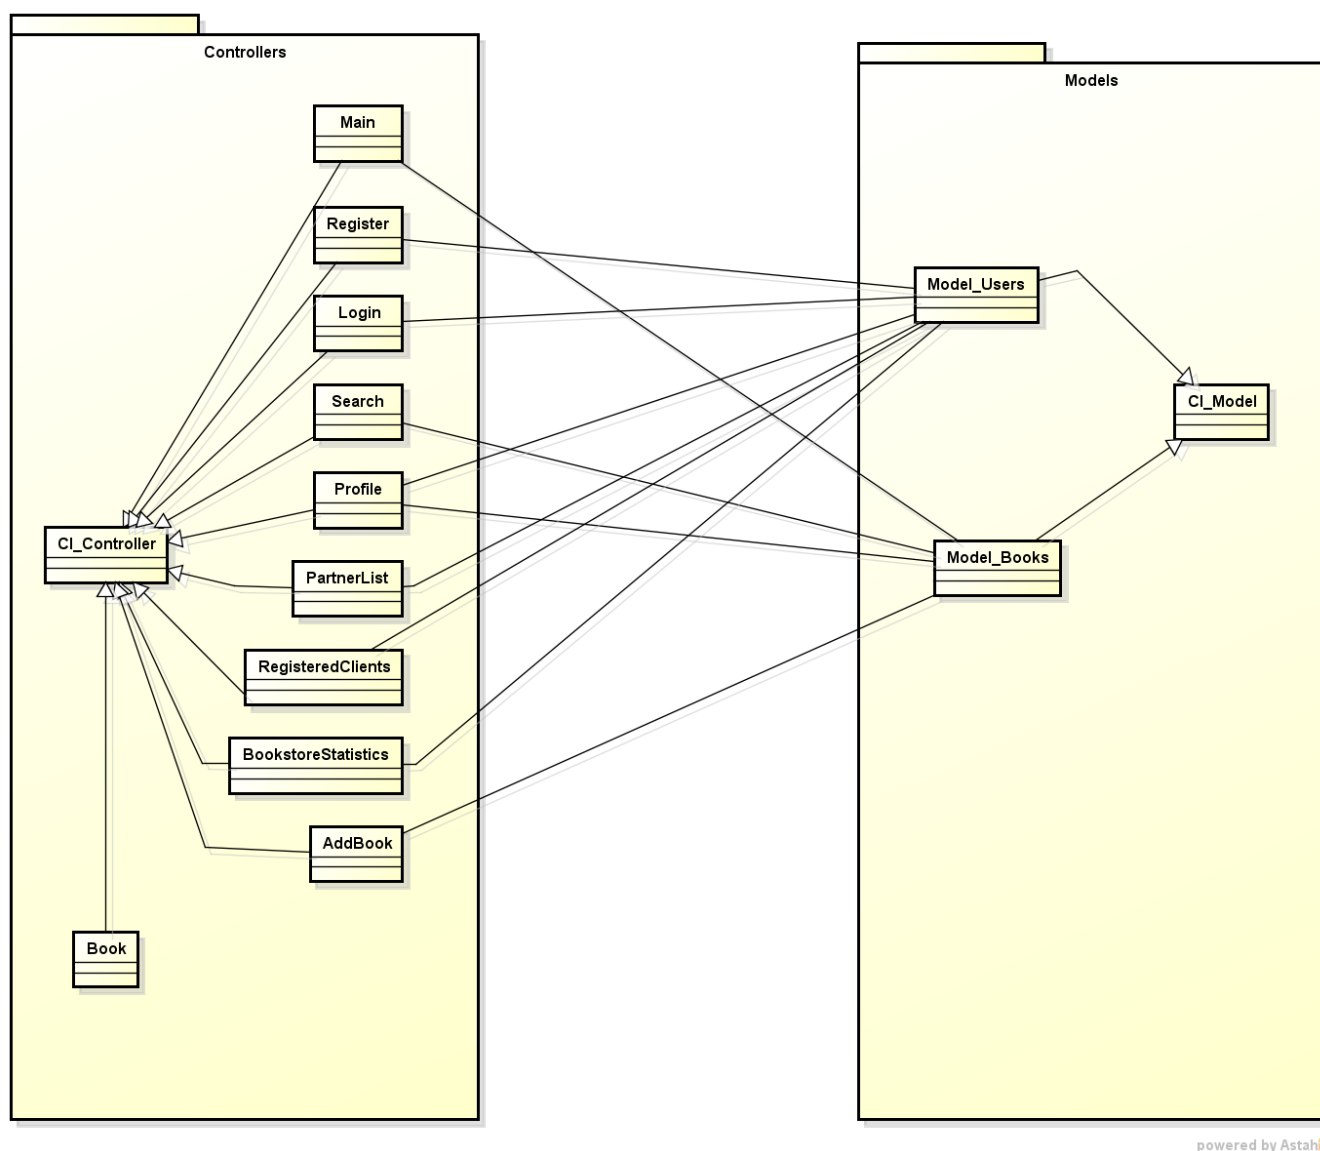 Controllers
Models
Main
Register
Login
Search
Profile
PartnerList
RegisteredClients
BookstoreStatistics
AddBook
CI_Controller
Book
Model_Users
CI_Model
Model_Books
powered by Astah